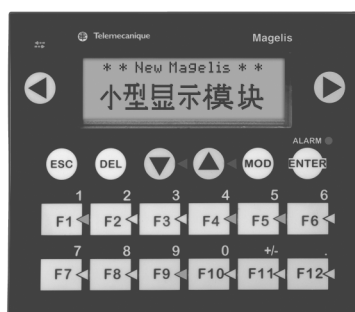 Telemecanique Magelis
* * New Magelis * *
小型显示模块
ALARM
ESC DEL MOD ENTER
1 2 3 4 5 6
F1 F2 F3 F4 F5 F6
7 8 9 0 +/- .
F7 F8 F9 F10 F11 F12